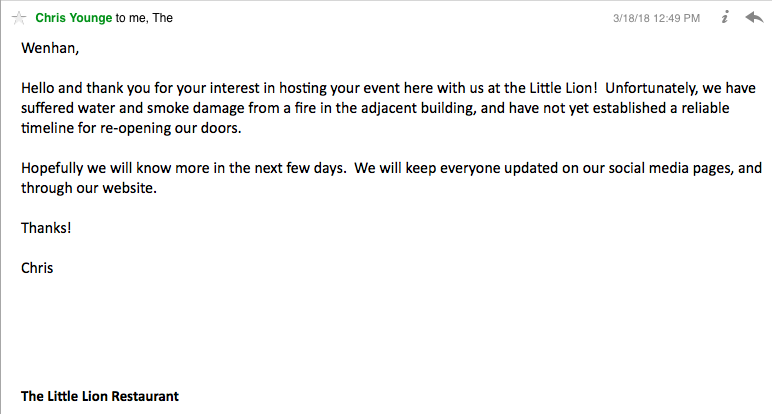 Chris Younge to me, The
3/18/18 12:49 PM
Wenhan,
Hello and thank you for your interest in hosting your event here with us at the Little Lion!  Unfortunately, we have
suffered water and smoke damage from a fire in the adjacent building, and have not yet established a reliable
timeline for re-opening our doors.
Hopefully we will know more in the next few days.  We will keep everyone updated on our social media pages, and
through our website.
Thanks!
Chris
The Little Lion Restaurant